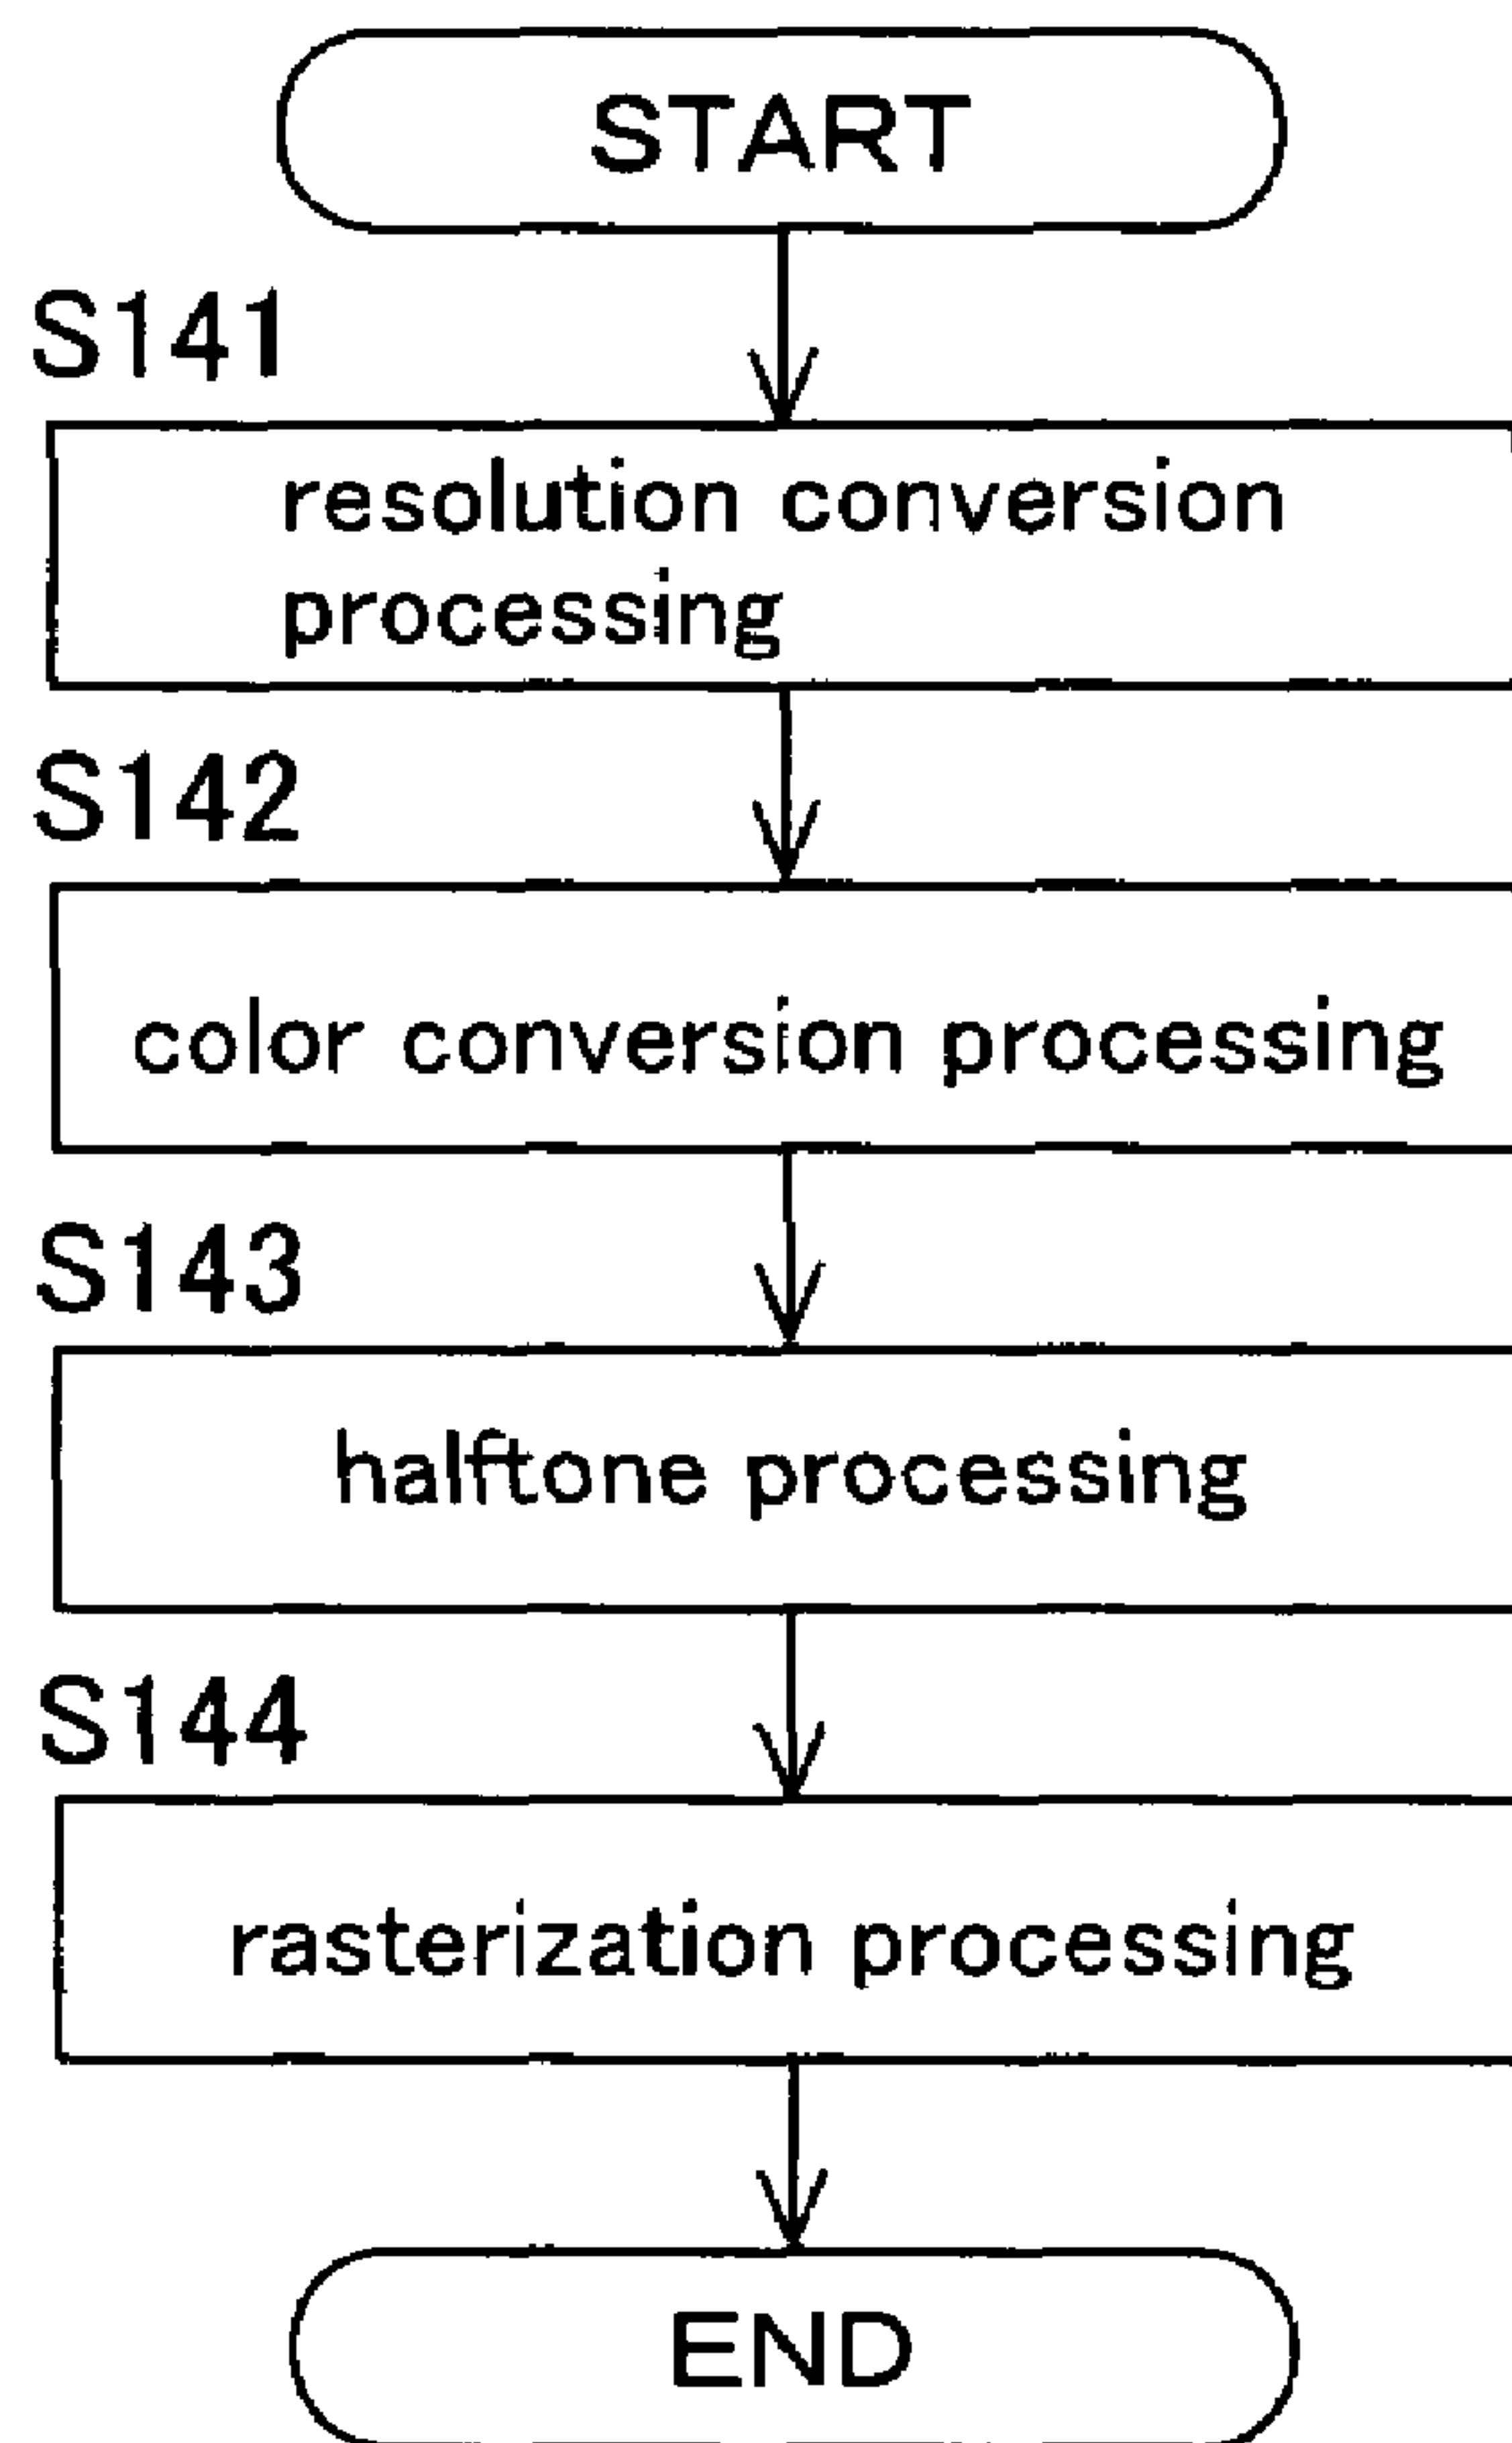 START
S141
resolution conversion
processing
S142
color conversion processing
S143
halftone processing
S144
rasterization processing
END